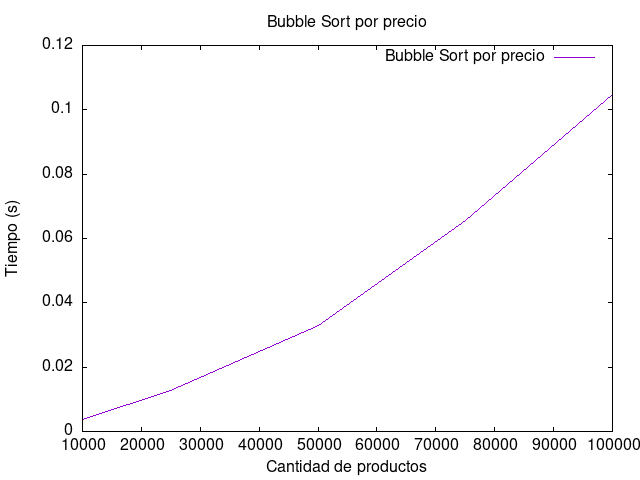 Bubble Sort por precio
0.12
Bubble Sort por precio
0.1
0.08
0.06
0.04
0.02
0
Tiempo (s)
10000 20000 30000 40000 50000 60000 70000 80000 90000 100000
Cantidad de productos